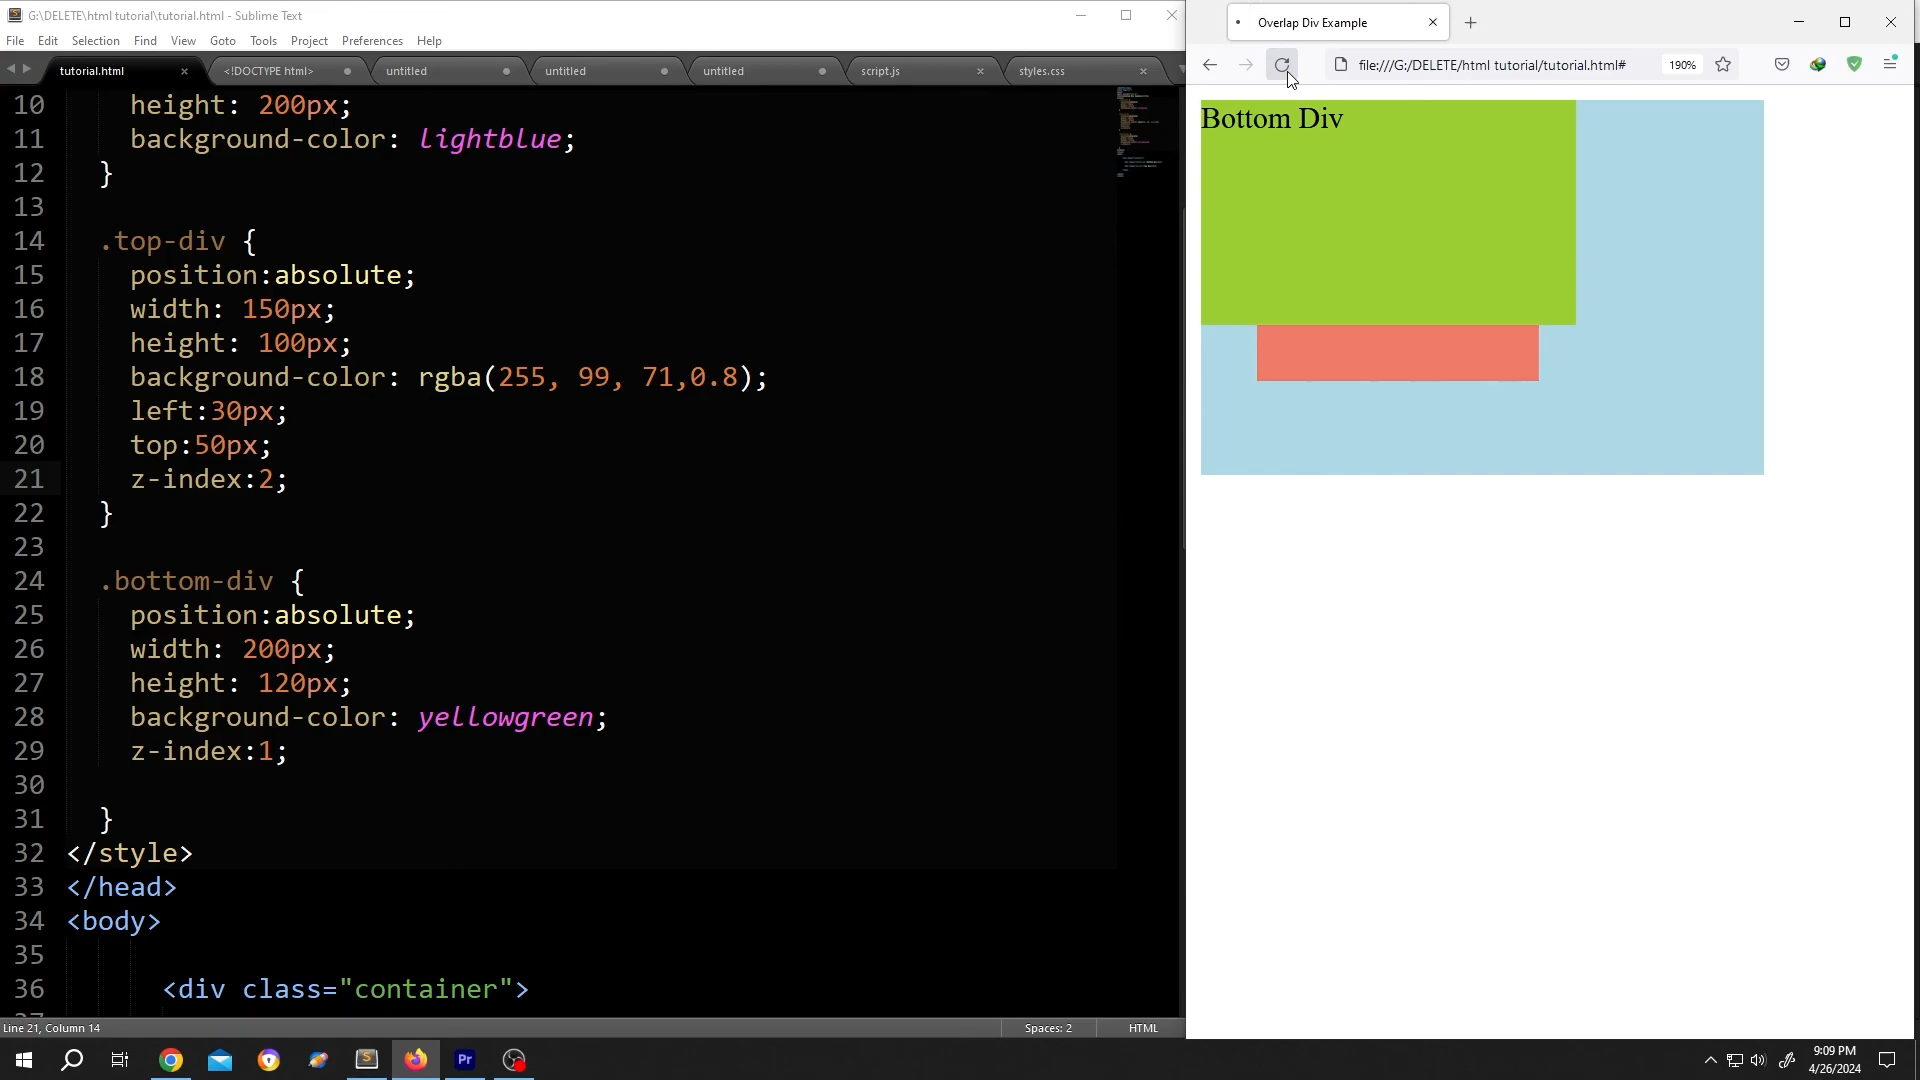 G:\DELETE\html tutorial\tutorial.html - Sublime Text
File Edit Selection Find View Goto Tools Project Preferences Help
tutorial.html <!DOCTYPE html> untitled untitled untitled script.js styles.css
10 height: 200px;
11 background-color: lightblue;
12 }
13
14 .top-div {
15 position:absolute;
16 width: 150px;
17 height: 100px;
18 background-color: rgba(255, 99, 71,0.8);
19 left:30px;
20 top:50px;
21 z-index:2;
22 }
23
24 .bottom-div {
25 position:absolute;
26 width: 200px;
27 height: 120px;
28 background-color: yellowgreen;
29 z-index:1;
30
31 }
32 </style>
33 </head>
34 <body>
35
36 <div class="container">
Line 21, Column 14 Spaces: 2 HTML
Overlap Div Example
file:///G:/DELETE/html tutorial/tutorial.html# 190%
Bottom Div
S
Pr
9:09 PM
4/26/2024